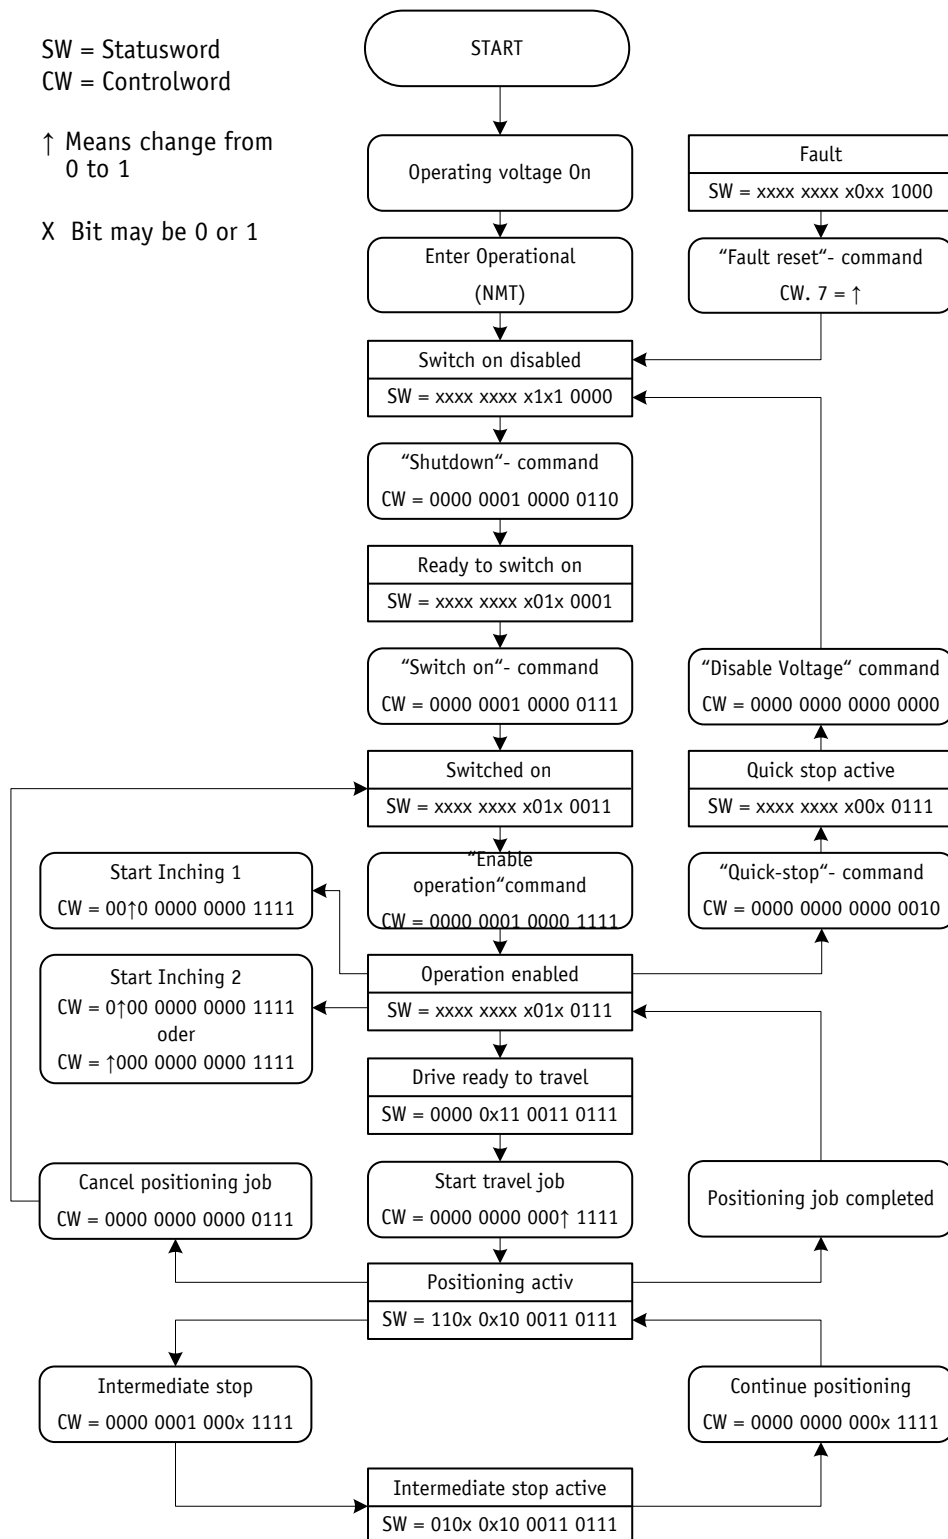 SW = Statusword
CW = Controlword
↑ Means change from
0 to 1
X Bit may be 0 or 1
START
Operating voltage On
Fault
SW = xxxx xxxx x0xx 1000
Enter Operational
(NMT)
“Fault reset“- command
CW. 7 = ↑
Switch on disabled
SW = xxxx xxxx x1x1 0000
“Shutdown“- command
CW = 0000 0001 0000 0110
Ready to switch on
SW = xxxx xxxx x01x 0001
“Switch on“- command
CW = 0000 0001 0000 0111
“Disable Voltage“ command
CW = 0000 0000 0000 0000
Switched on
SW = xxxx xxxx x01x 0011
Quick stop active
SW = xxxx xxxx x00x 0111
Start Inching 1
CW = 00↑0 0000 0000 1111
“Enable
operation“command
CW = 0000 0001 0000 1111
“Quick-stop“- command
CW = 0000 0000 0000 0010
Start Inching 2
CW = 0↑00 0000 0000 1111
oder
CW = ↑000 0000 0000 1111
Operation enabled
SW = xxxx xxxx x01x 0111
Drive ready to travel
SW = 0000 0x11 0011 0111
Cancel positioning job
CW = 0000 0000 0000 0111
Start travel job
CW = 0000 0000 000↑ 1111
Positioning job completed
Positioning activ
SW = 110x 0x10 0011 0111
Intermediate stop
CW = 0000 0001 000x 1111
Continue positioning
CW = 0000 0000 000x 1111
Intermediate stop active
SW = 010x 0x10 0011 0111